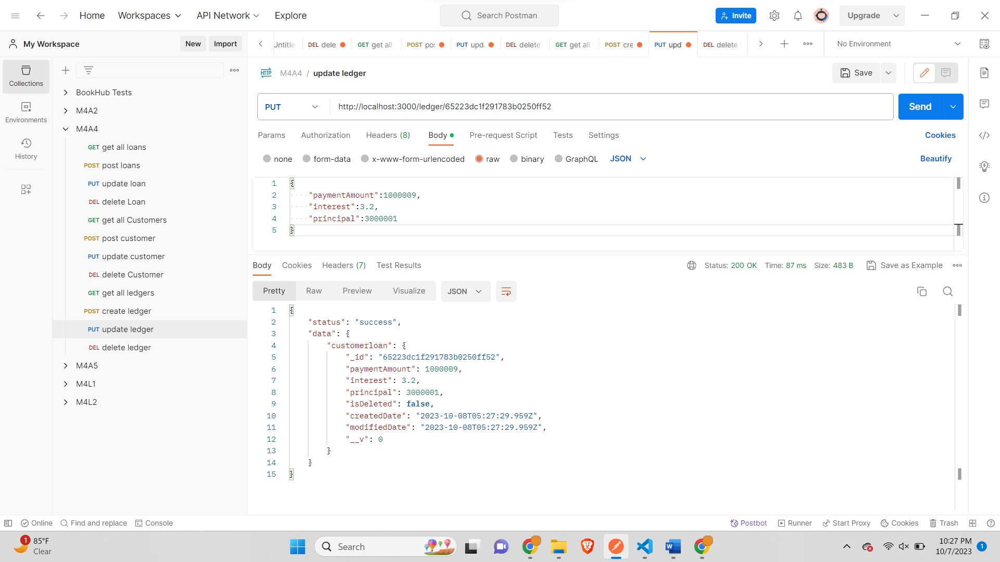 Home
Workspaces
API Network
Explore
Search Postman
Invite
Upgrade
My Workspace
New
Import
Untitle
DEL dele
GET get all
POST po
PUT upd
DEL delete
GET get all
POST cre
PUT upd
DEL delete
No Environment
Collections
Environments
History
BookHub Tests
M4A2
M4A4
GET get all loans
POST post loans
PUT update loan
DEL delete Loan
GET get all Customers
POST post customer
PUT update customer
DEL delete Customer
GET get all ledgers
POST create ledger
PUT update ledger
DEL delete ledger
M4A5
M4L1
M4L2
HTTP M4A4 / update ledger
Save
PUT
http://localhost:3000/ledger/65223dc1f291783b0250ff52
Send
Params Authorization Headers (8) Body Pre-request Script Tests Settings
Cookies
none form-data x-www-form-urlencoded raw binary GraphQL JSON
Beautify
1 {
2 "paymentAmount":1000009,
3 "interest":3.2,
4 "principal":3000001
5 }
Body Cookies Headers (7) Test Results
Status: 200 OK Time: 87 ms Size: 483 B Save as Example
Pretty Raw Preview Visualize JSON
1 {
2 "status": "success",
3 "data": {
4 "customerloan": {
5 "_id": "65223dc1f291783b0250ff52",
6 "paymentAmount": 1000009,
7 "interest": 3.2,
8 "principal": 3000001,
9 "isDeleted": false,
10 "createdDate": "2023-10-08T05:27:29.959Z",
11 "modifiedDate": "2023-10-08T05:27:29.959Z",
12 "__v": 0
13 }
14 }
15 }
Online Find and replace Console
Postbot Runner Start Proxy Cookies Trash
1
85°F
Clear
Search
10:27 PM
10/7/2023
1